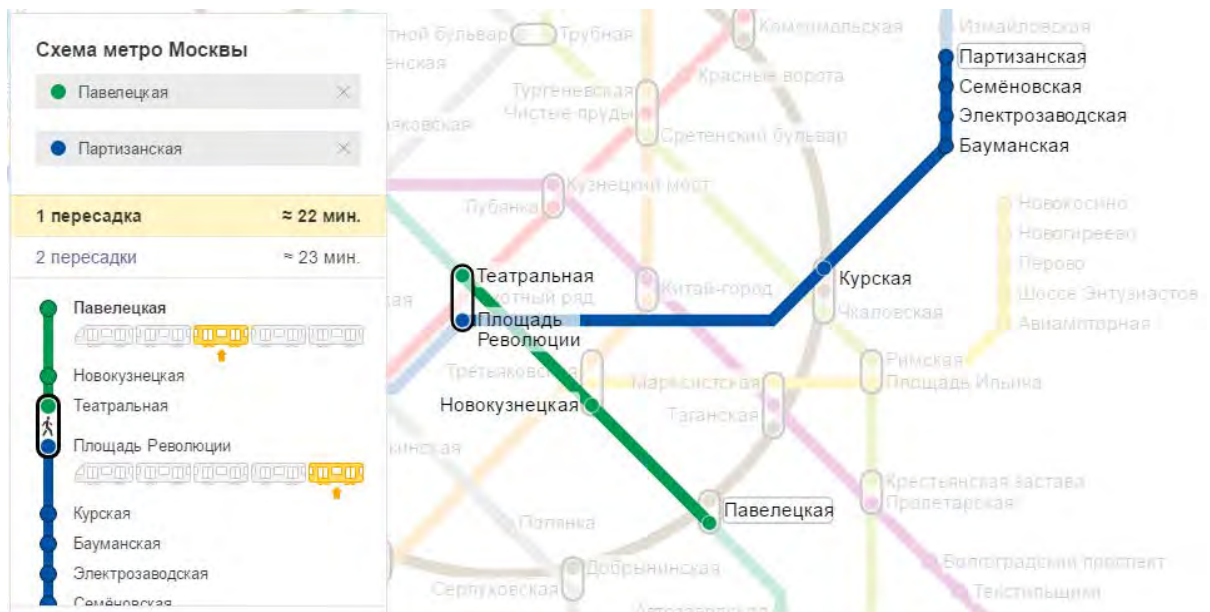 Схема метро Москвы
Павелецкая
Партизанская
1 пересадка ≈ 22 мин.
2 пересадки ≈ 23 мин.
Павелецкая
Новокузнецкая
Театральная
Площадь Революции
Курская
Бауманская
Электрозаводская
Семёновская
Трубная
Комсомольская
Измайловская
Партизанская
Семёновская
Электрозаводская
Бауманская
Красные ворота
Тургеневская
Чистые пруды
Сретенский бульвар
Кузнецкий мост
Лубянка
Новокосино
Новогиреево
Перово
Шоссе Энтузиастов
Авиамоторная
Театральная
Охотный ряд
Площадь
Революции
Китай-город
Курская
Чкаловская
Третьяковская
Марксистская
Римская
Площадь Ильича
Новокузнецкая
Таганская
Крестьянская застава
Пролетарская
Павелецкая
Полянка
Добрынинская
Серпуховская
Волгоградский проспект
Текстильщики
Автозаводская